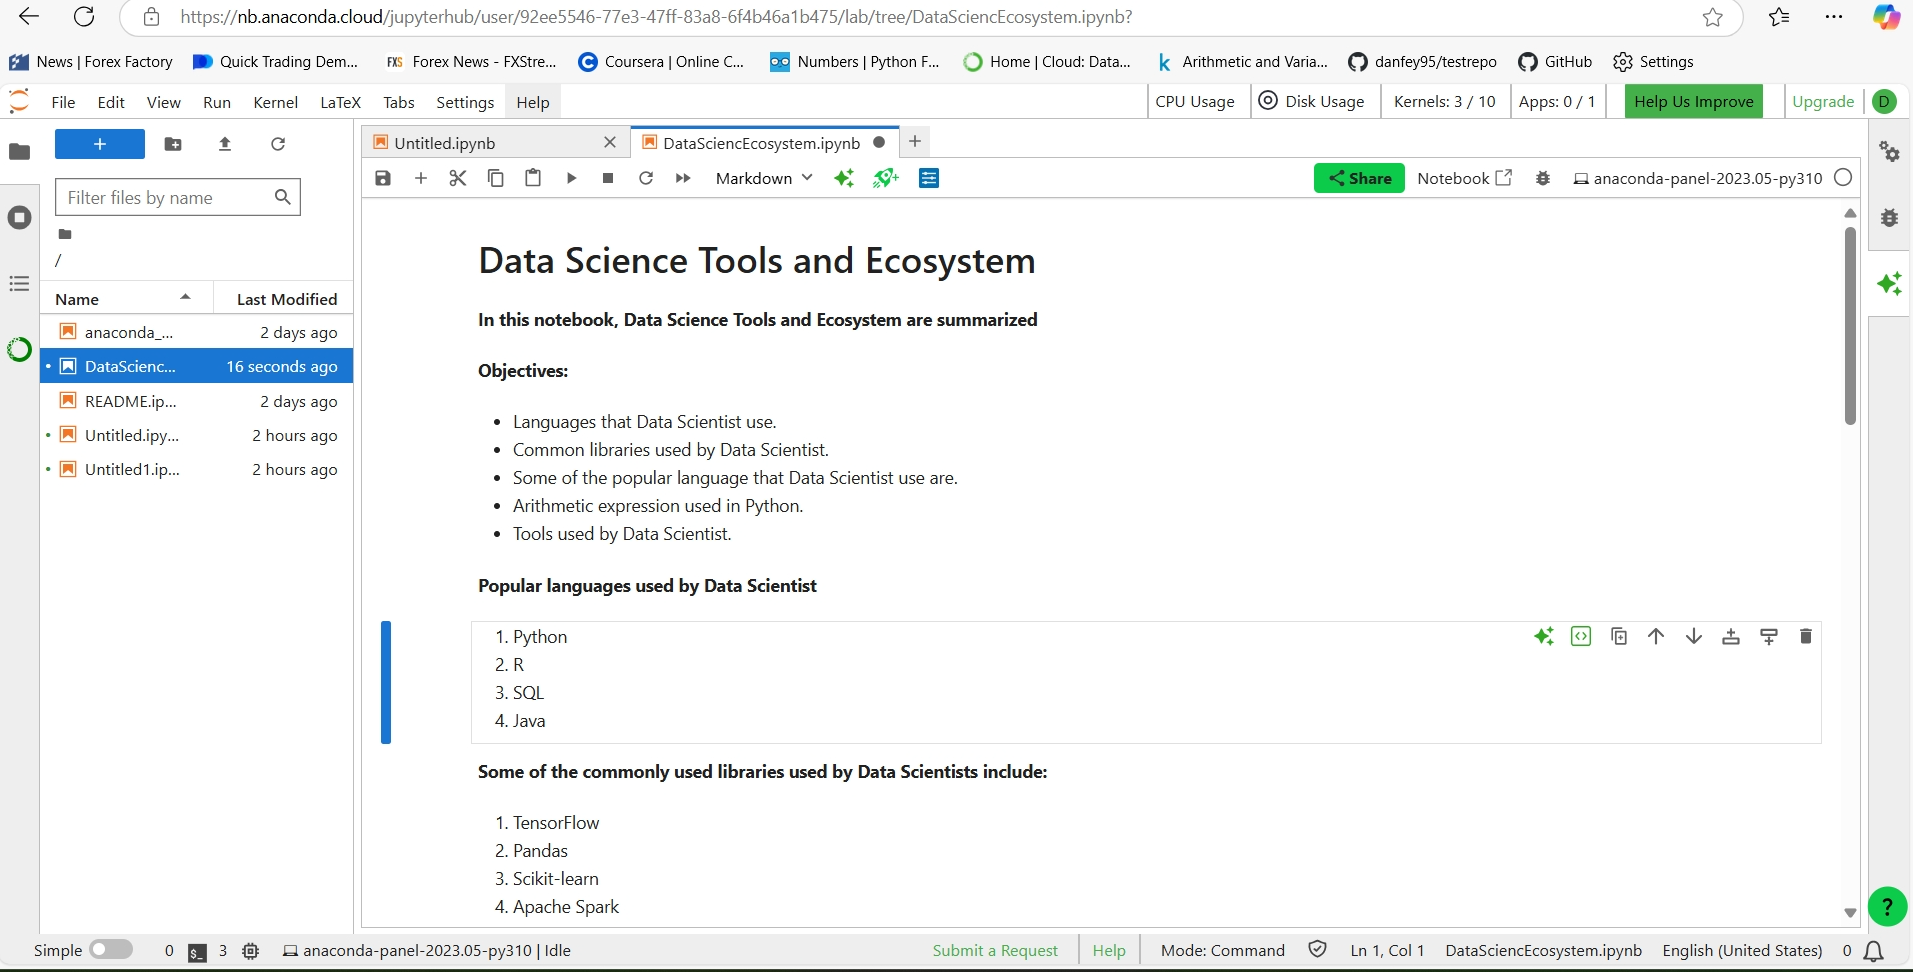 https://nb.anaconda.cloud/jupyterhub/user/92ee5546-77e3-47ff-83a8-6f4b46a1b475/lab/tree/DataSciencEcosystem.ipynb?
News | Forex Factory Quick Trading Dem... FXS Forex News - FXStre... Coursera | Online C... Numbers | Python F... Home | Cloud: Data... Arithmetic and Varia... danfey95/testrepo GitHub Settings
File Edit View Run Kernel LaTeX Tabs Settings Help CPU Usage Disk Usage Kernels: 3 / 10 Apps: 0 / 1 Help Us Improve Upgrade D
Untitled.ipynb DataSciencEcosystem.ipynb
Markdown Share Notebook anaconda-panel-2023.05-py310
Filter files by name
/
Name Last Modified
anaconda_... 2 days ago
DataScienc... 16 seconds ago
README.ip... 2 days ago
Untitled.ipy... 2 hours ago
Untitled1.ip... 2 hours ago
Data Science Tools and Ecosystem
In this notebook, Data Science Tools and Ecosystem are summarized
Objectives:
• Languages that Data Scientist use.
• Common libraries used by Data Scientist.
• Some of the popular language that Data Scientist use are.
• Arithmetic expression used in Python.
• Tools used by Data Scientist.
Popular languages used by Data Scientist
1. Python
2. R
3. SQL
4. Java
Some of the commonly used libraries used by Data Scientists include:
1. TensorFlow
2. Pandas
3. Scikit-learn
4. Apache Spark
?
Simple 0 $_ 3 anaconda-panel-2023.05-py310 | Idle Submit a Request Help Mode: Command Ln 1, Col 1 DataSciencEcosystem.ipynb English (United States) 0